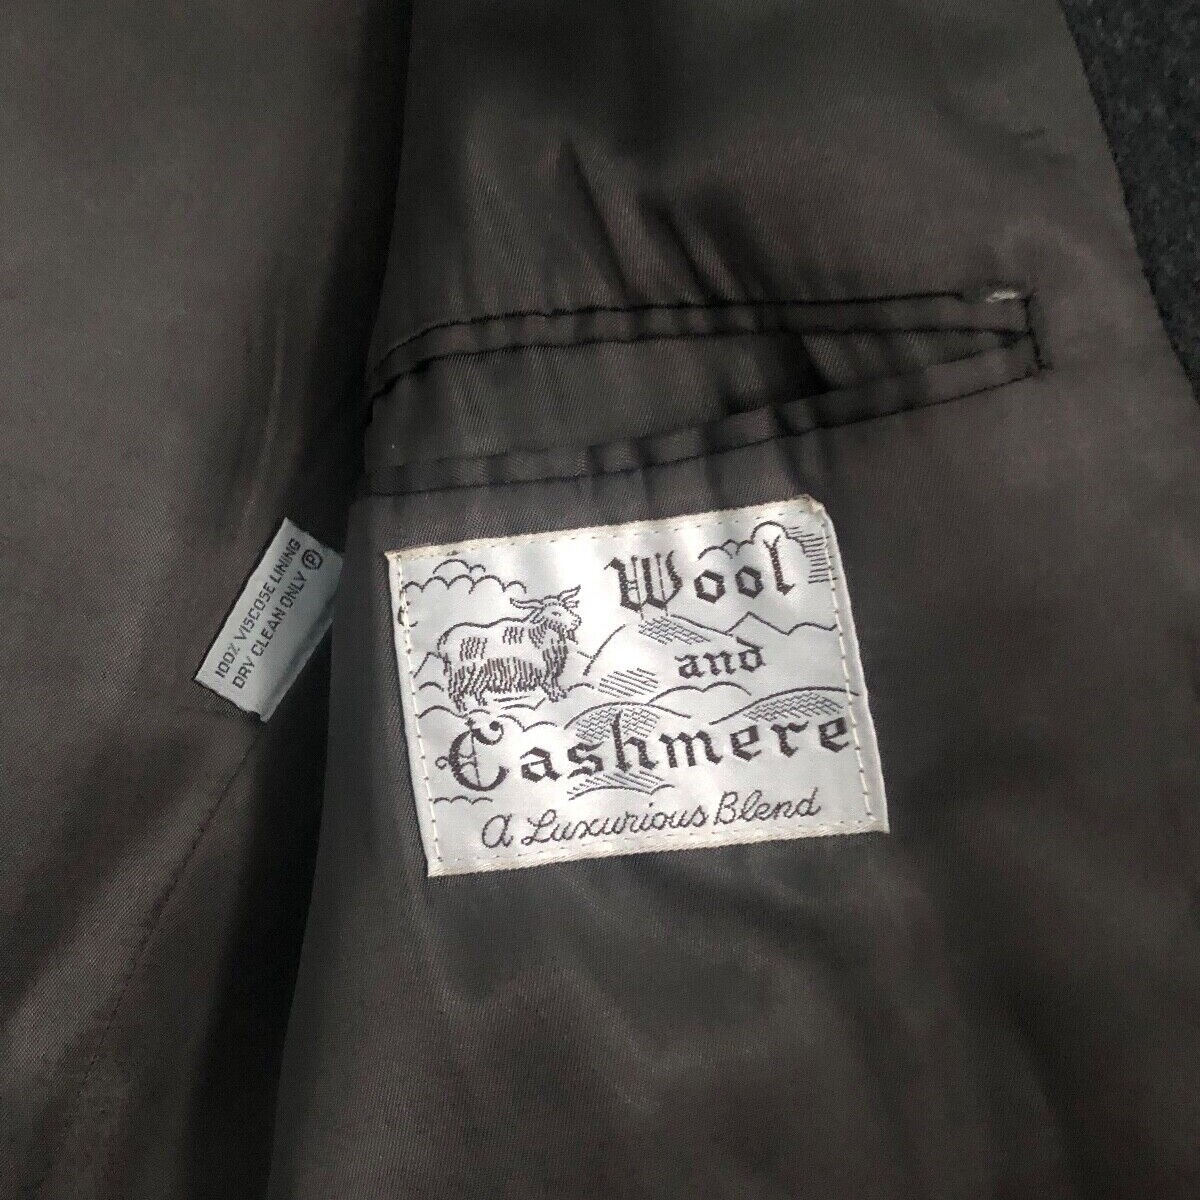 Wool
and
Cashmere
A Luxurious Blend
100% VISCOSE LINING
DRY CLEAN ONLY Ⓟ